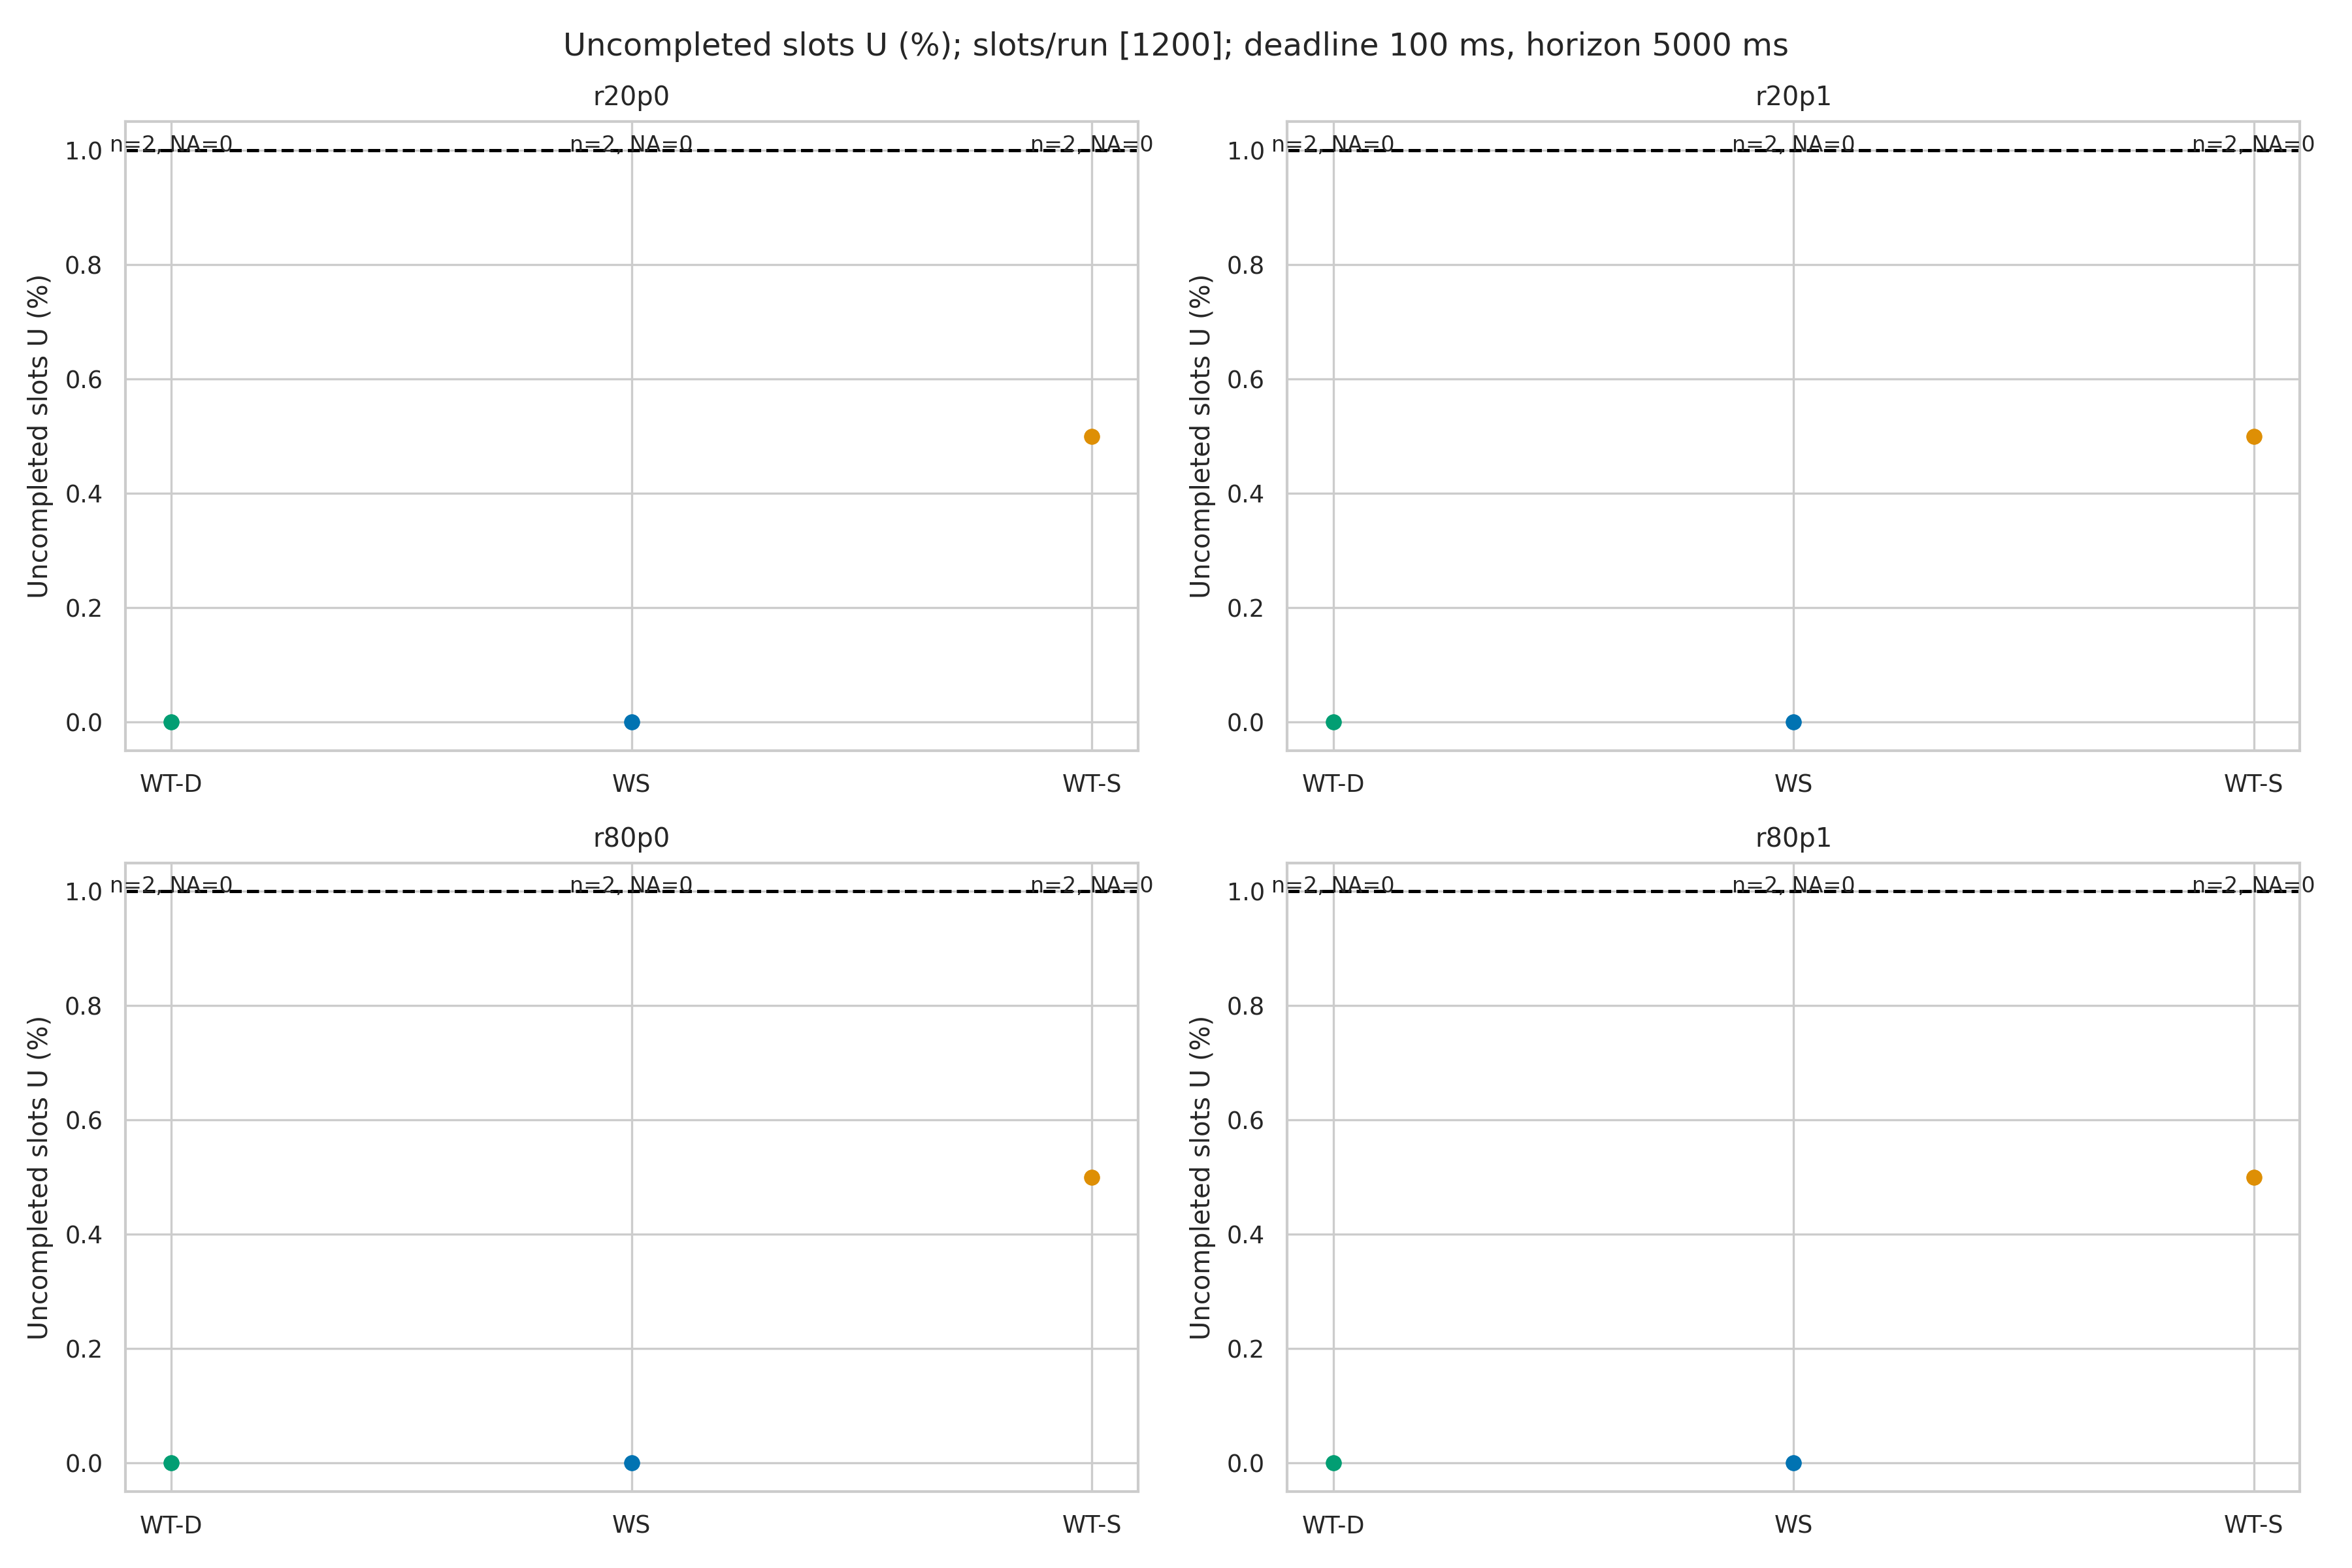 Uncompleted slots U (%); slots/run [1200]; deadline 100 ms, horizon 5000 ms
r20p0
Uncompleted slots U (%)
1.0
0.8
0.6
0.4
0.2
0.0
n=2, NA=0
n=2, NA=0
n=2, NA=0
WT-D
WS
WT-S
r20p1
Uncompleted slots U (%)
1.0
0.8
0.6
0.4
0.2
0.0
n=2, NA=0
n=2, NA=0
n=2, NA=0
WT-D
WS
WT-S
r80p0
Uncompleted slots U (%)
1.0
0.8
0.6
0.4
0.2
0.0
n=2, NA=0
n=2, NA=0
n=2, NA=0
WT-D
WS
WT-S
r80p1
Uncompleted slots U (%)
1.0
0.8
0.6
0.4
0.2
0.0
n=2, NA=0
n=2, NA=0
n=2, NA=0
WT-D
WS
WT-S